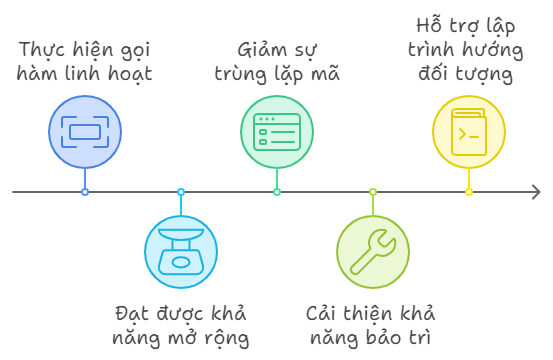 Thực hiện gọi
hàm linh hoạt
Đạt được khả
năng mở rộng
Giảm sự
trùng lặp mã
Cải thiện khả
năng bảo trì
Hỗ trợ lập
trình hướng
đối tượng